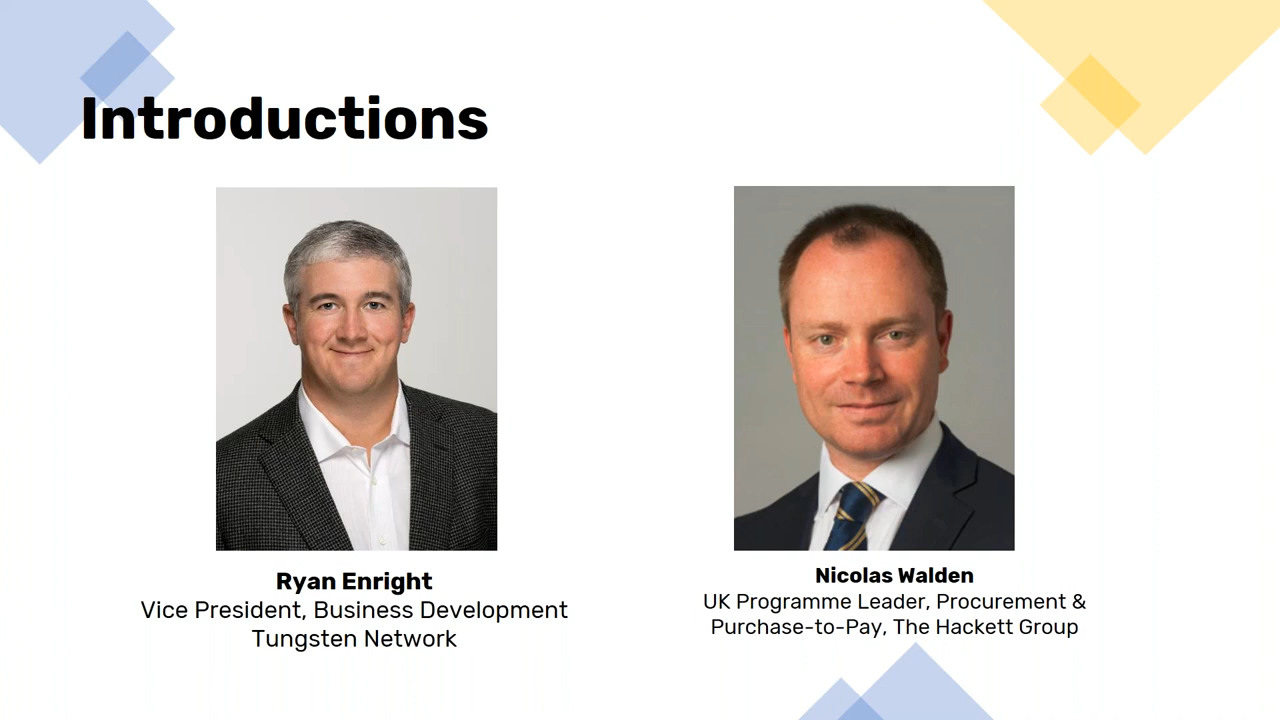 Introductions
Ryan Enright
Vice President, Business Development
Tungsten Network
Nicolas Walden
UK Programme Leader, Procurement &
Purchase-to-Pay, The Hackett Group